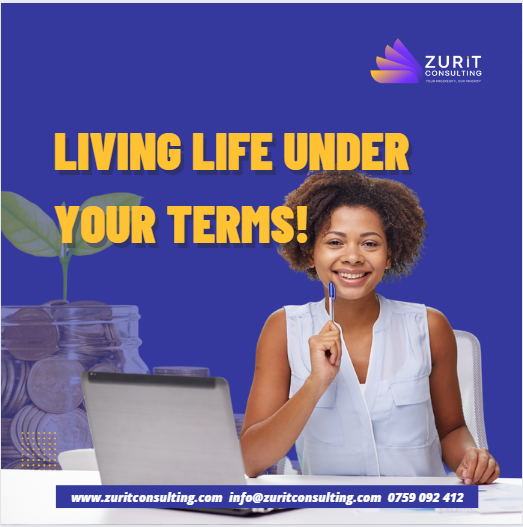 ZURIT
CONSULTING
LIVING LIFE UNDER
YOUR TERMS!
www.zuritconsulting.com info@zuritconsulting.com 0759 092 412